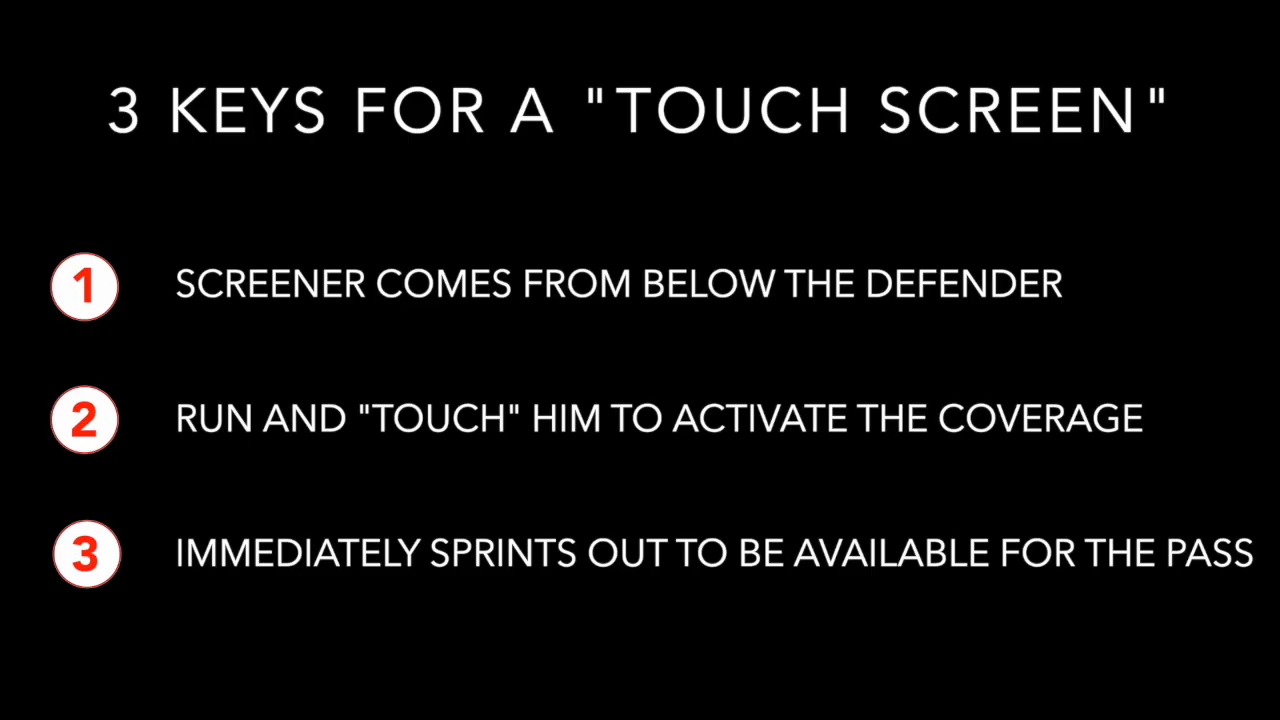 3 KEYS FOR A "TOUCH SCREEN"
1 SCREENER COMES FROM BELOW THE DEFENDER
2 RUN AND "TOUCH" HIM TO ACTIVATE THE COVERAGE
3 IMMEDIATELY SPRINTS OUT TO BE AVAILABLE FOR THE PASS